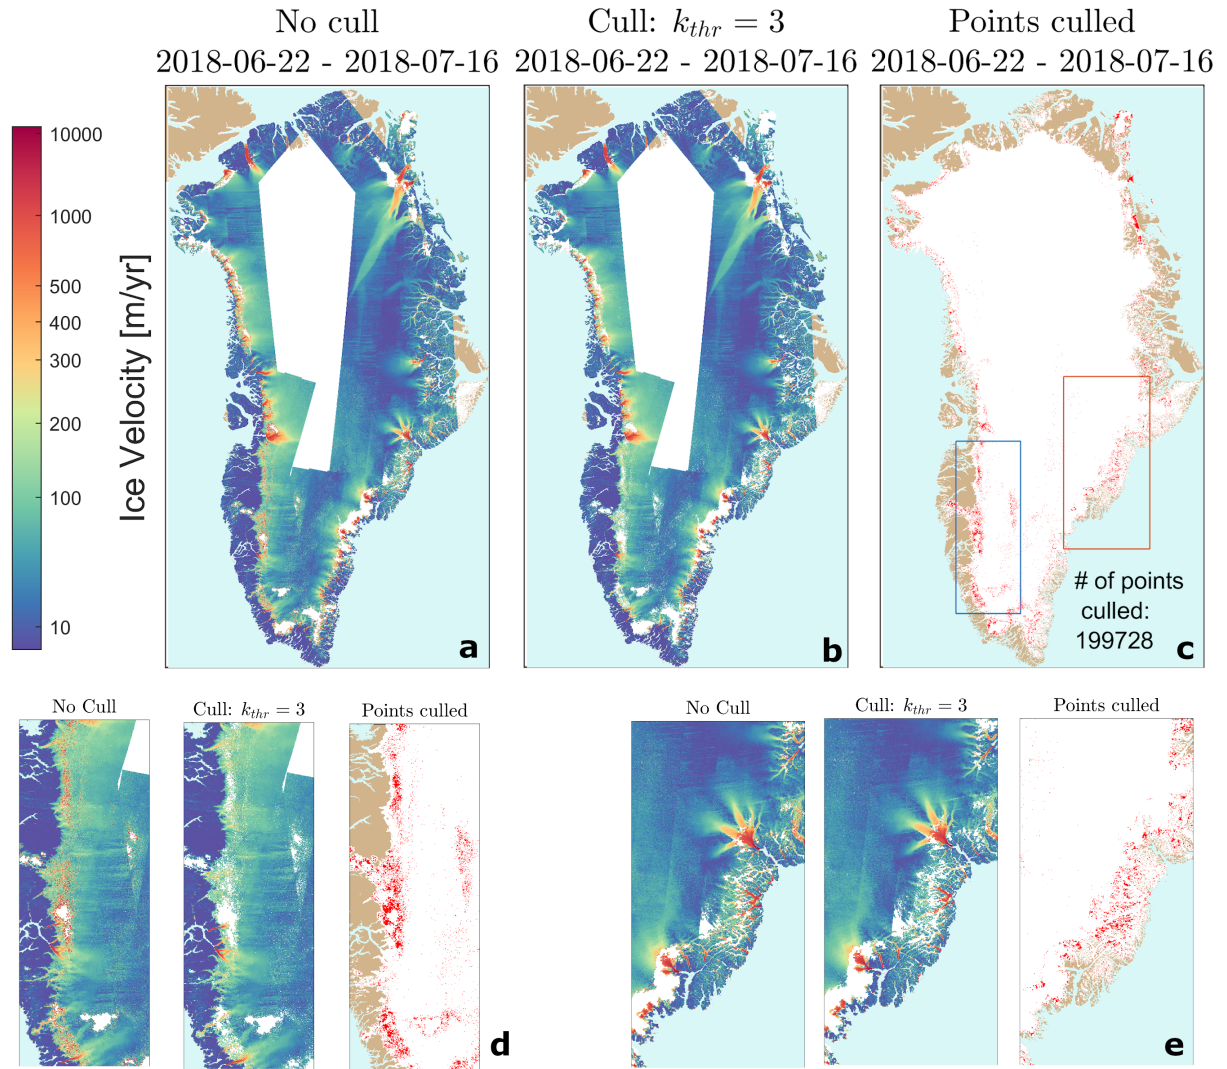 No cull
2018-06-22 - 2018-07-16
Cull: k_thr = 3
2018-06-22 - 2018-07-16
Points culled
2018-06-22 - 2018-07-16
10000
1000
500
400
300
200
100
10
Ice Velocity [m/yr]
a
b
# of points
culled:
199728
c
No Cull
Cull: k_thr = 3
Points culled
d
No Cull
Cull: k_thr = 3
Points culled
e